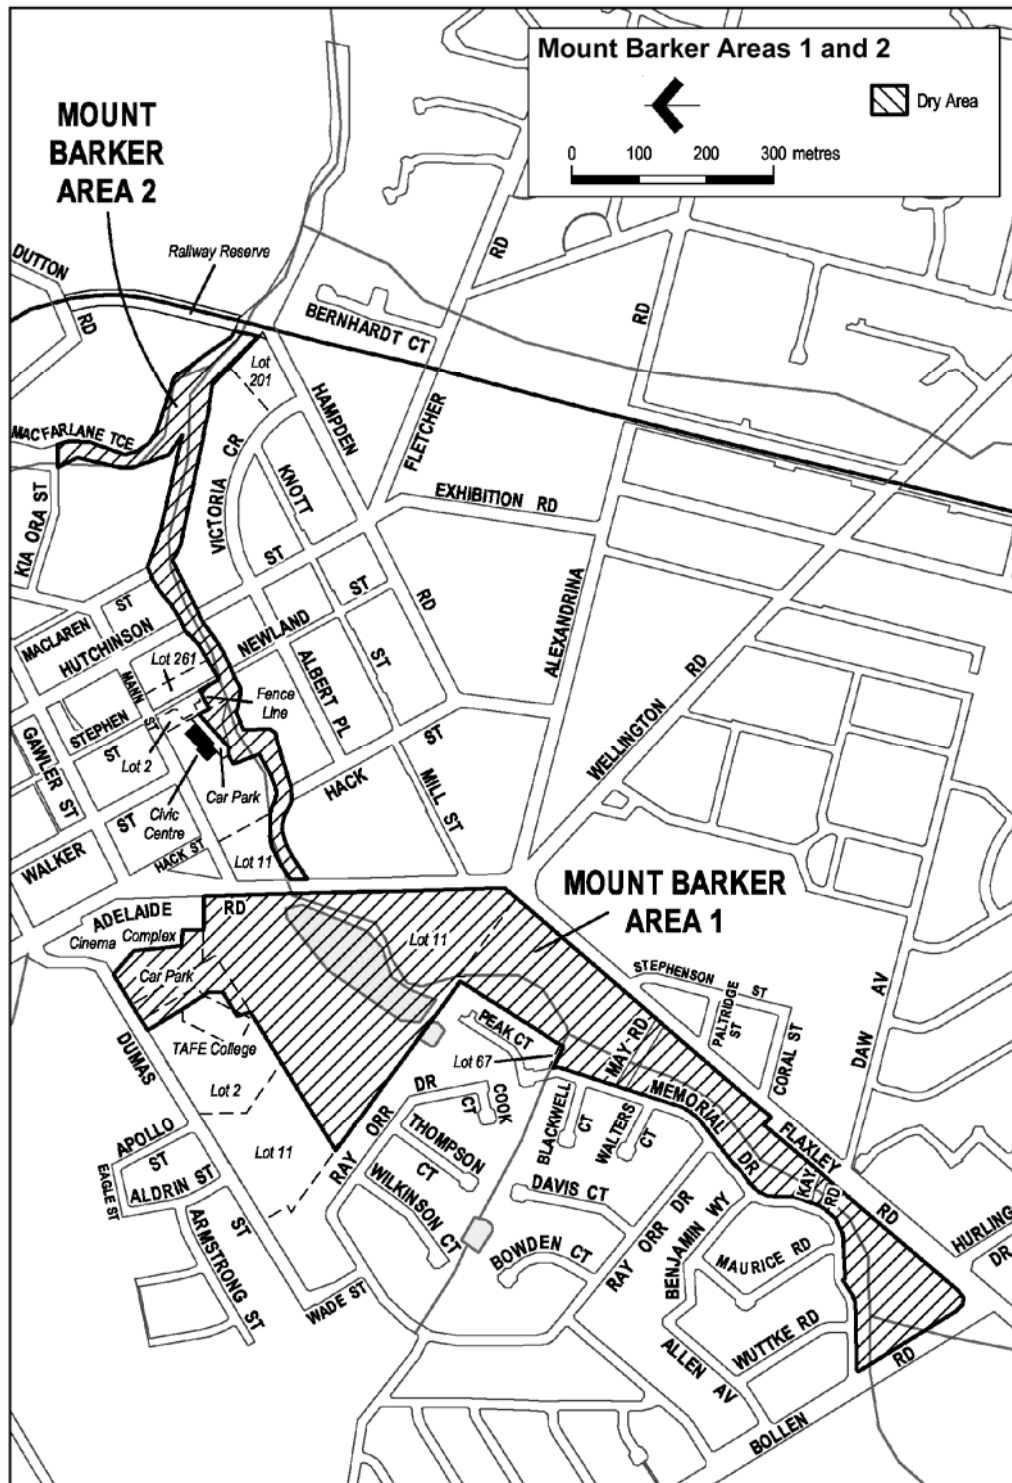 Mount Barker Areas 1 and 2
Dry Area
0 100 200 300 metres
MOUNT
BARKER
AREA 2
Railway Reserve
DUTTON
RD
RD
RD
BERNHARDT CT
Lot
201
HAMPDEN
FLETCHER
MACFARLANE TCE
VICTORIA CR
KNOTT
EXHIBITION RD
KIA ORA ST
ST
ST
RD
ALEXANDRINA
MACLAREN
ST
HUTCHINSON
NEWLAND
Lot 261
MANN
ST
ALBERT PL
ST
Fence
Line
STEPHEN
ST
GAWLER ST
Lot 2
RD
WELLINGTON
Car Park
HACK
ST
MILL ST
Civic
Centre
ST
WALKER
HACK ST
Lot 11
MOUNT BARKER
AREA 1
ADELAIDE
RD
Cinema Complex
Lot 11
Car Park
STEPHENSON ST
PALTRIDGE
ST
CORAL ST
DAW AV
PEAK CT
MAY RD
TAFE College
DUMAS
Lot 67
Lot 2
DR
COOK
CT
MEMORIAL
BLACKWELL
CT
WALTERS
CT
APOLLO
ST
ORR
THOMPSON
CT
FLAXLEY
Lot 11
RAY
EAGLE ST
ALDRIN ST
WILKINSON CT
DAVIS CT
DR
KAY
RD
RD
ARMSTRONG ST
ST
RAY ORR DR
BENJAMIN WY
HURLING
DR
BOWDEN CT
MAURICE RD
WADE ST
WUTTKE RD
ALLEN AV
RD
BOLLEN